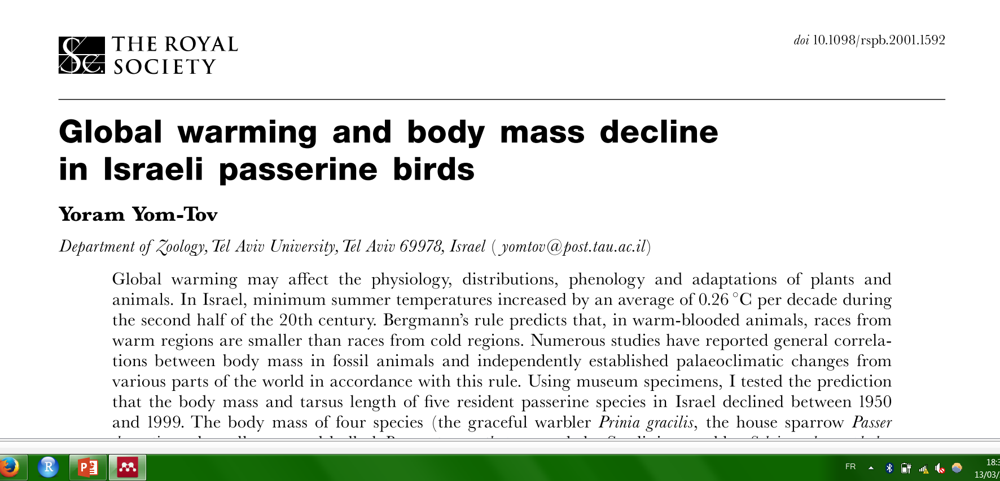 THE ROYAL
SOCIETY
doi 10.1098/rspb.2001.1592
Global warming and body mass decline
in Israeli passerine birds
Yoram Yom-Tov
Department of Zoology, Tel Aviv University, Tel Aviv 69978, Israel ( yomtov@post.tau.ac.il)
Global warming may affect the physiology, distributions, phenology and adaptations of plants and
animals. In Israel, minimum summer temperatures increased by an average of 0.26 °C per decade during
the second half of the 20th century. Bergmann's rule predicts that, in warm-blooded animals, races from
warm regions are smaller than races from cold regions. Numerous studies have reported general correla-
tions between body mass in fossil animals and independently established palaeoclimatic changes from
various parts of the world in accordance with this rule. Using museum specimens, I tested the prediction
that the body mass and tarsus length of five resident passerine species in Israel declined between 1950
and 1999. The body mass of four species (the graceful warbler Prinia gracilis, the house sparrow Passer
FR
18:3
13/03/